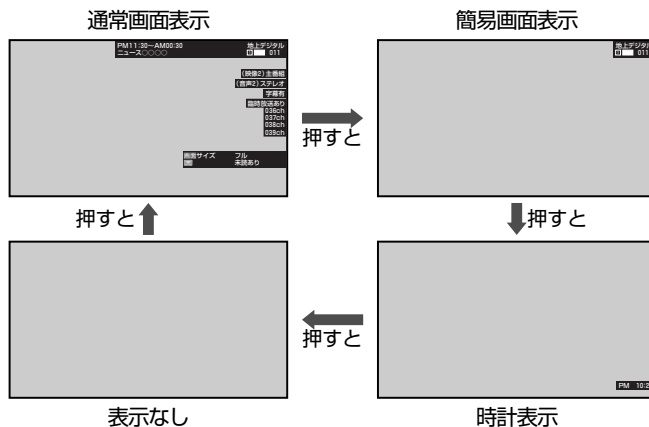 通常画面表示
簡易画面表示
PM11:30~AM00:30
ニュース○○○○
地上デジタル
011
(映像2)主番組
(音声2)ステレオ
字幕有
臨時放送あり
036ch
037ch
038ch
039ch
画面サイズ フル
未読あり
押すと
地上デジタル
011
押すと
押すと
押すと
PM 10:2
表示なし
時計表示